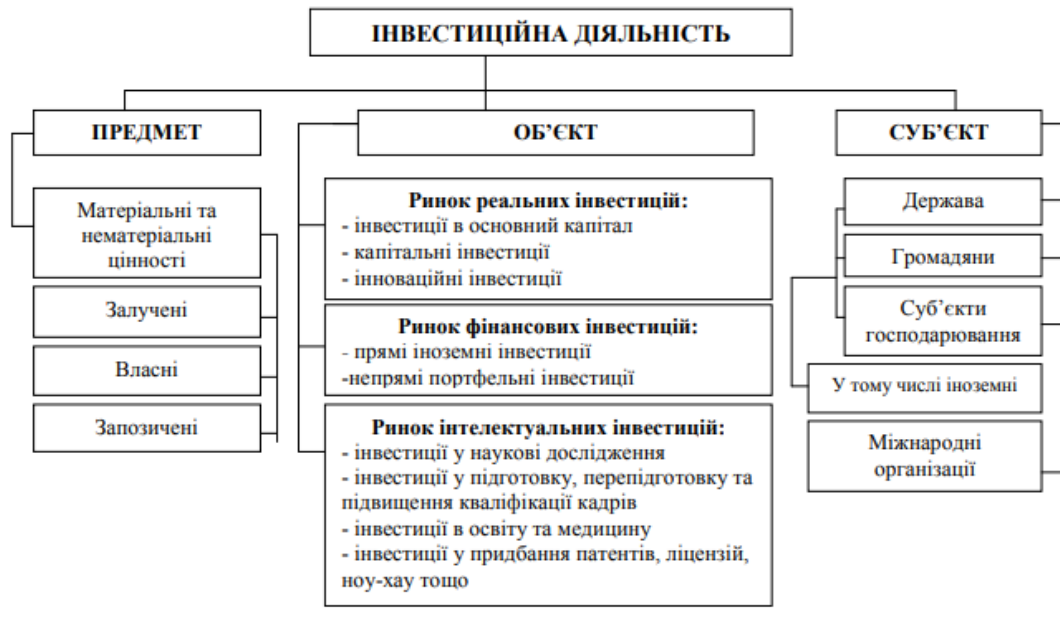 ІНВЕСТИЦІЙНА ДІЯЛЬНІСТЬ
ПРЕДМЕТ
Матеріальні та
нематеріальні
цінності
Залучені
Власні
Запозичені
ОБ’ЄКТ
Ринок реальних інвестицій:
- інвестиції в основний капітал
- капітальні інвестиції
- інноваційні інвестиції
Ринок фінансових інвестицій:
- прямі іноземні інвестиції
-непрямі портфельні інвестиції
Ринок інтелектуальних інвестицій:
- інвестиції у наукові дослідження
- інвестиції у підготовку, перепідготовку та
підвищення кваліфікації кадрів
- інвестиції в освіту та медицину
- інвестиції у придбання патентів, ліцензій,
ноу-хау тощо
СУБ’ЄКТ
Держава
Громадяни
Суб’єкти
господарювання
У тому числі іноземні
Міжнародні
організації